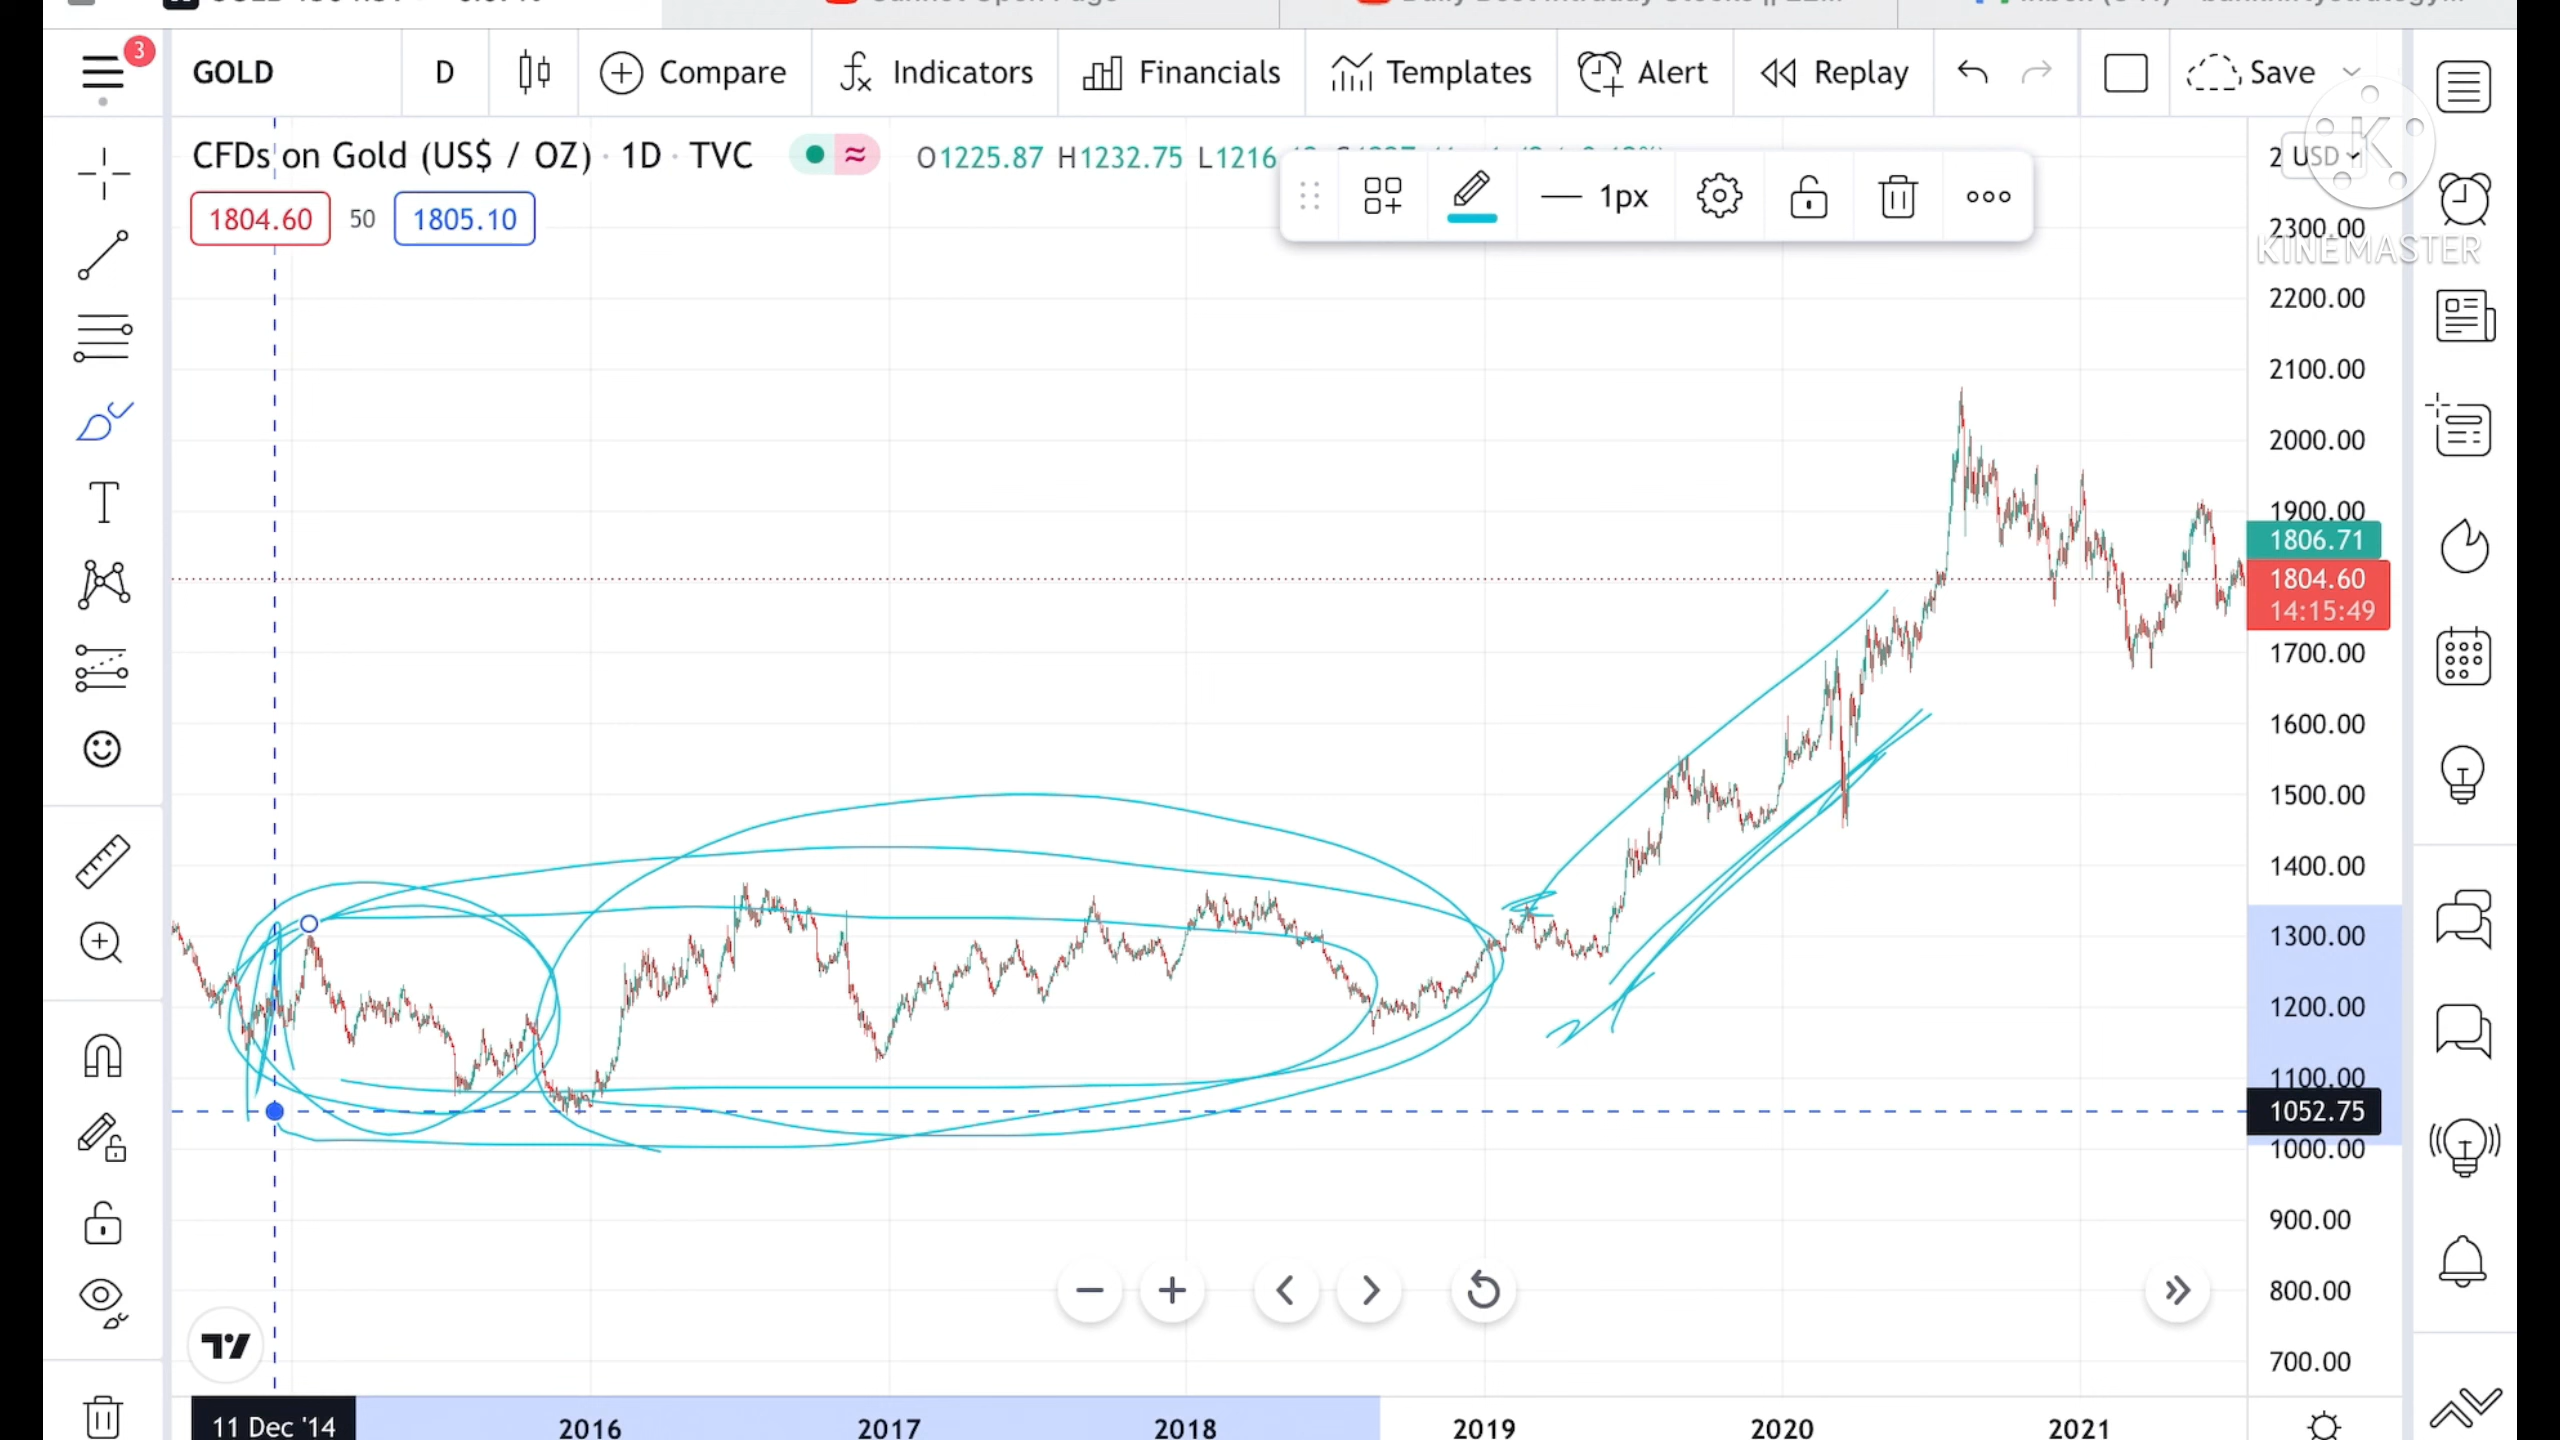 3
GOLD D Compare Indicators Financials Templates Alert Replay Save
CFDs on Gold (US$ / OZ) · 1D · TVC O1225.87 H1232.75 L1216
1804.60 50 1805.10
1px
USD
K
KINEMASTER
2300.00
2200.00
2100.00
2000.00
1900.00
1806.71
1804.60
14:15:49
1700.00
1600.00
1500.00
1400.00
1300.00
1200.00
1100.00
1052.75
1000.00
900.00
800.00
700.00
11 Dec '14 2016 2017 2018 2019 2020 2021